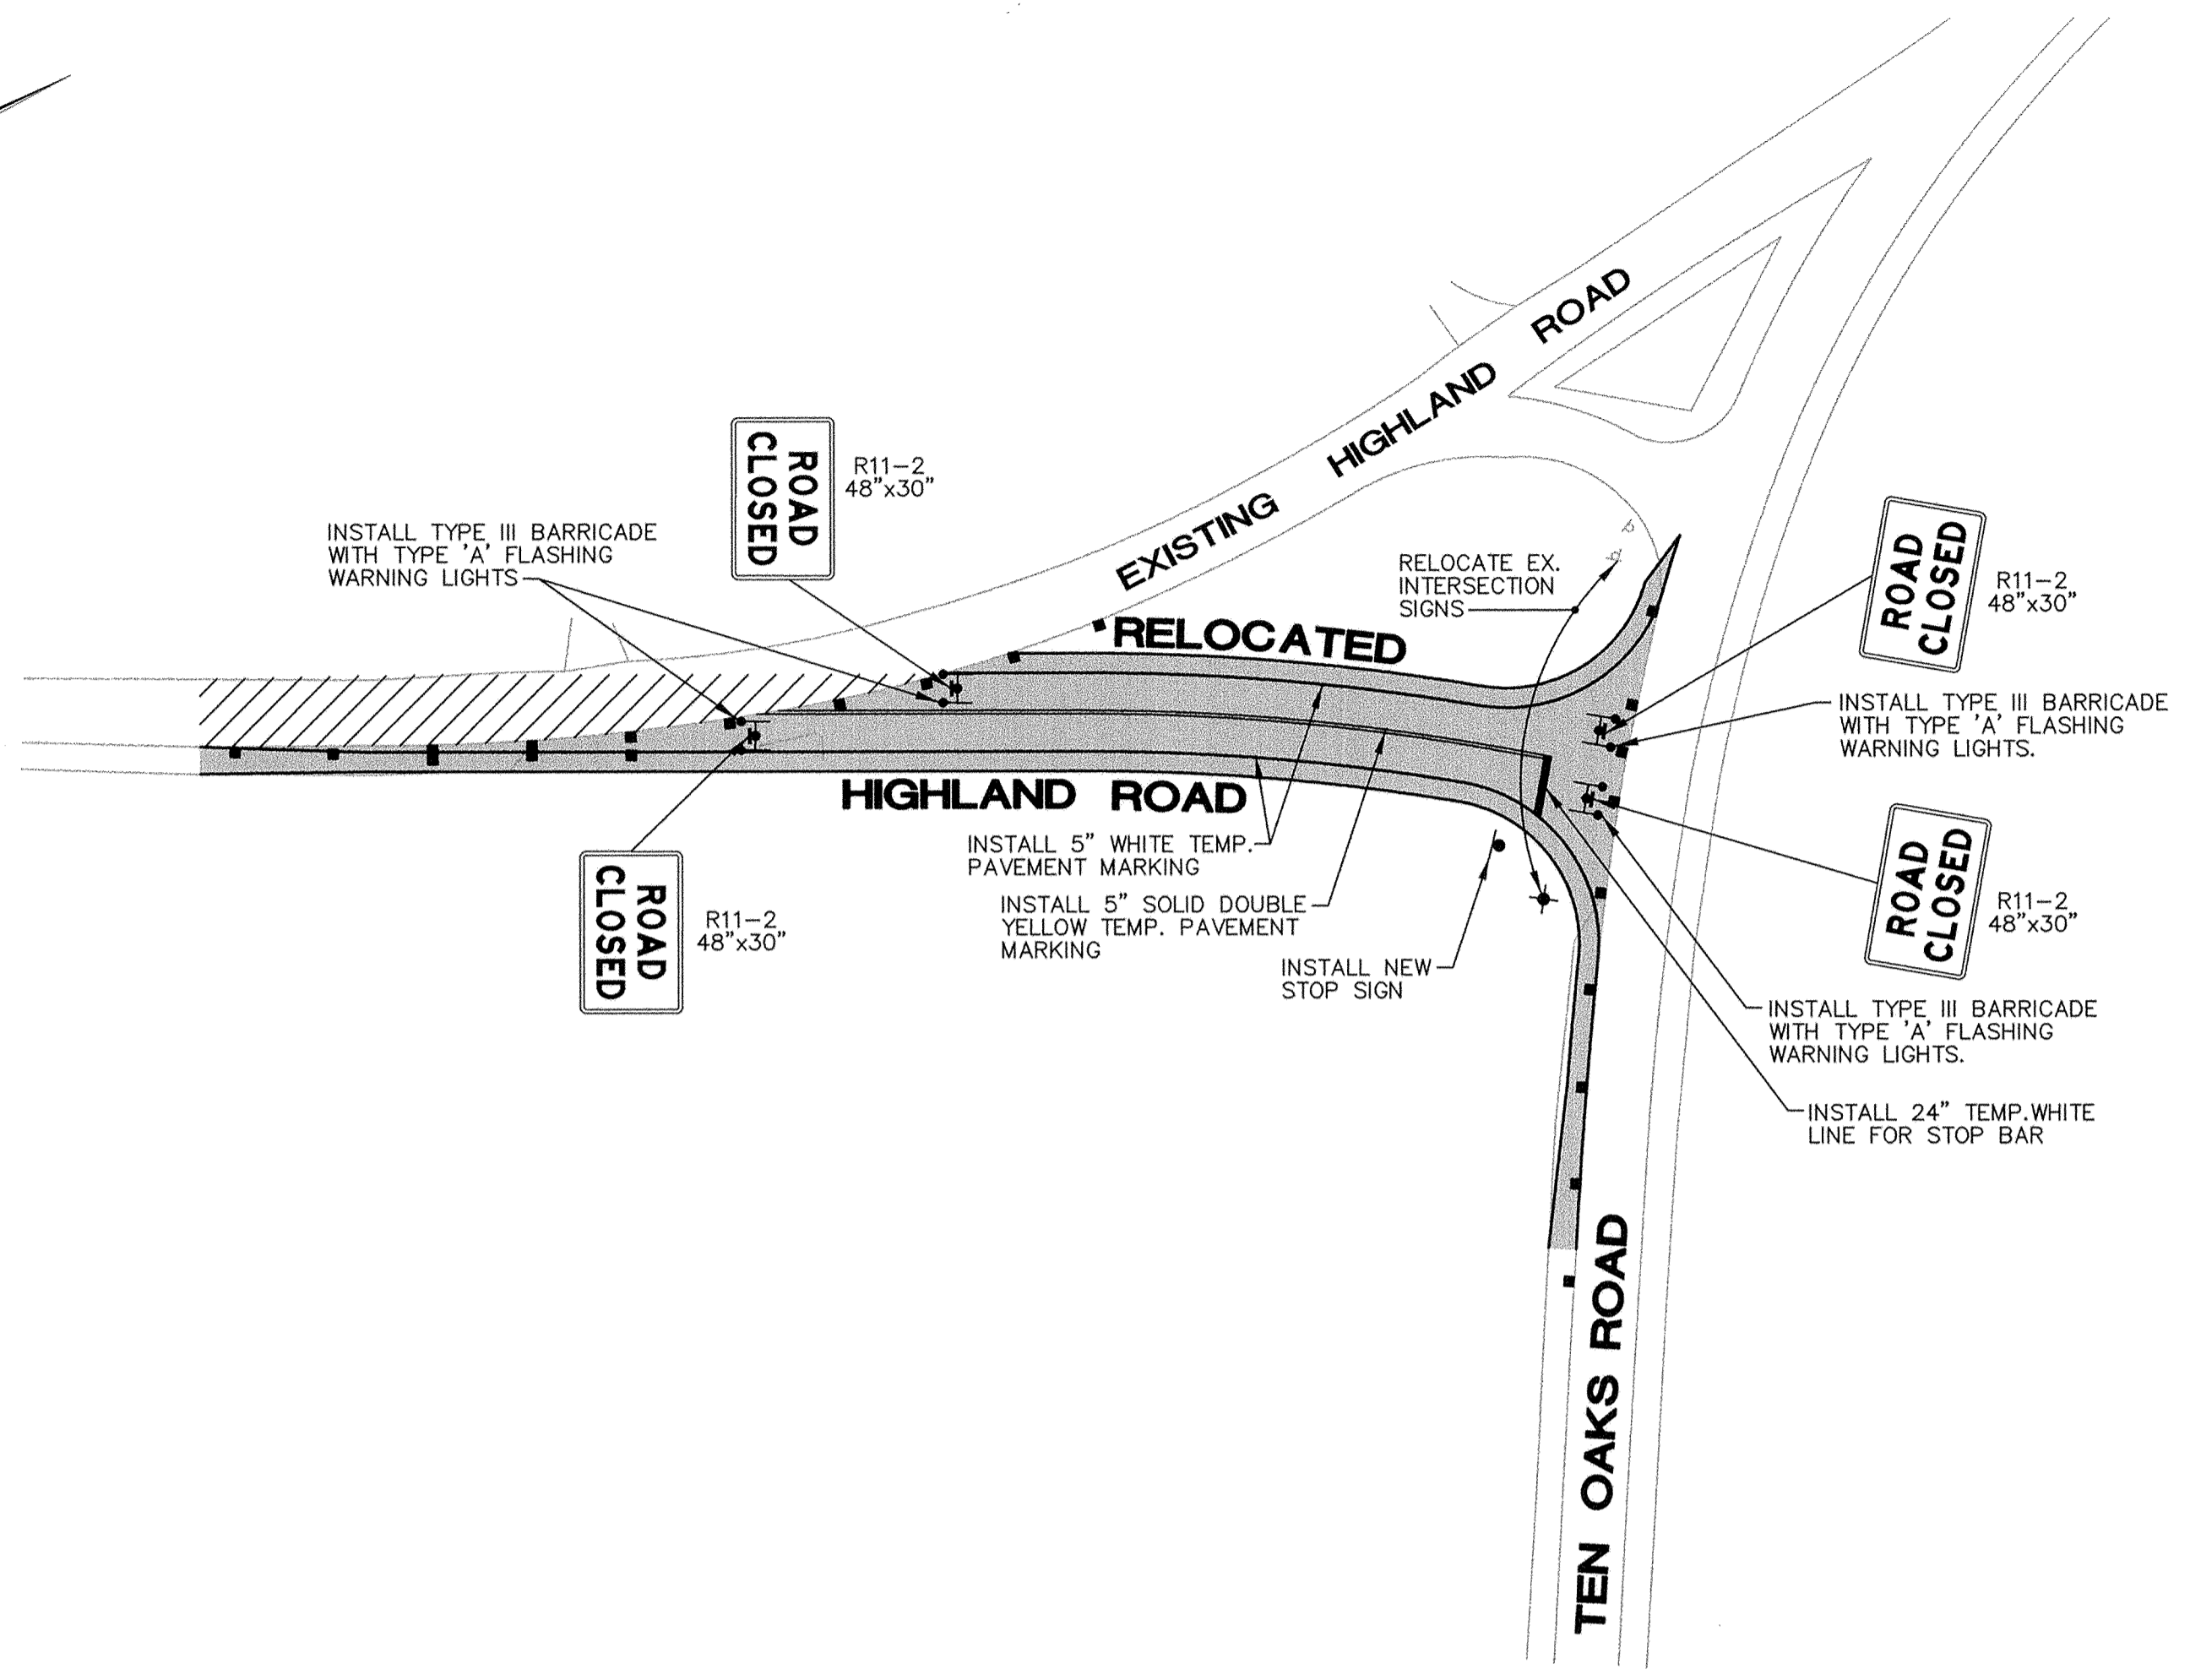 EXISTING HIGHLAND ROAD
ROAD
CLOSED
R11-2
48"x30"
INSTALL TYPE III BARRICADE
WITH TYPE 'A' FLASHING
WARNING LIGHTS
RELOCATE EX.
INTERSECTION
SIGNS
ROAD
CLOSED
R11-2
48"x30"
RELOCATED
HIGHLAND ROAD
INSTALL TYPE III BARRICADE
WITH TYPE 'A' FLASHING
WARNING LIGHTS.
ROAD
CLOSED
R11-2
48"x30"
INSTALL 5" WHITE TEMP.
PAVEMENT MARKING
INSTALL 5" SOLID DOUBLE
YELLOW TEMP. PAVEMENT
MARKING
INSTALL NEW
STOP SIGN
ROAD
CLOSED
R11-2
48"x30"
INSTALL TYPE III BARRICADE
WITH TYPE 'A' FLASHING
WARNING LIGHTS.
INSTALL 24" TEMP.WHITE
LINE FOR STOP BAR
TEN OAKS ROAD